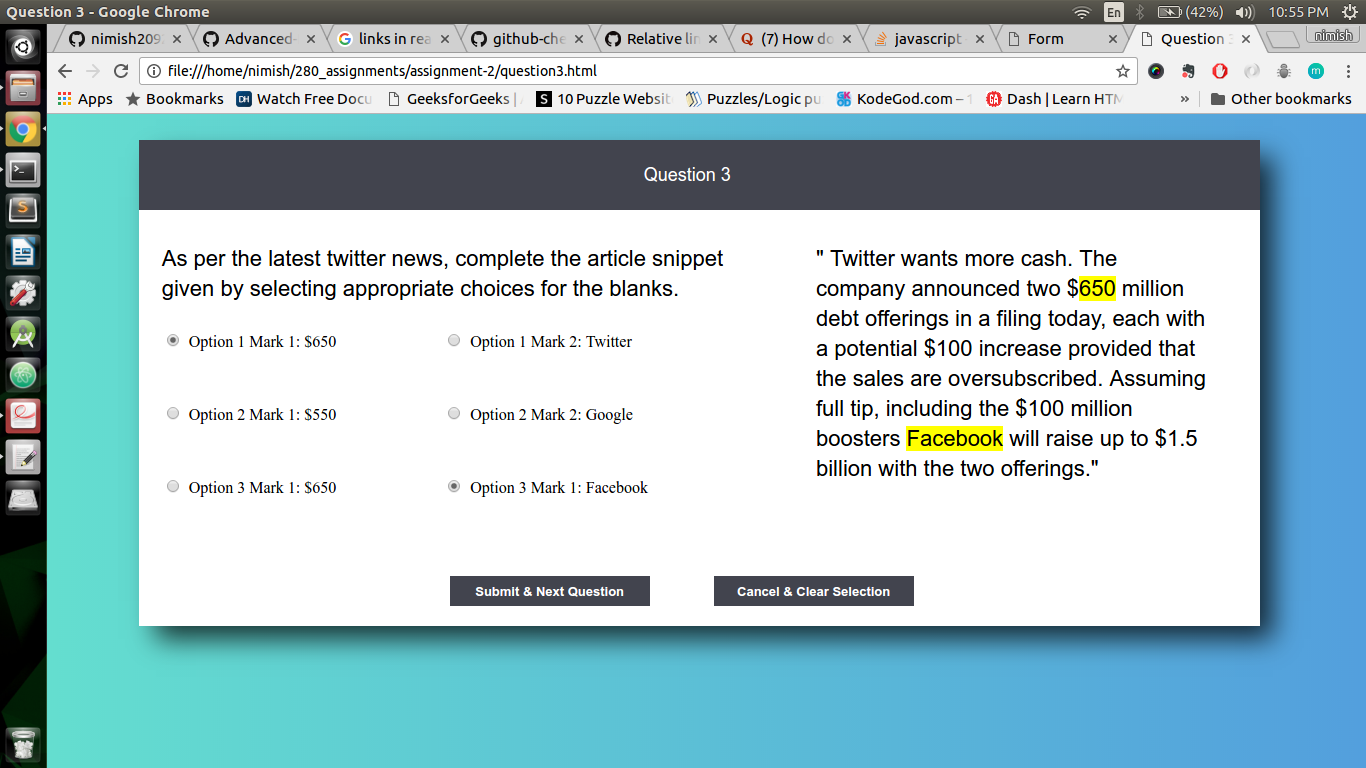 Question 3 - Google Chrome
En
(42%)
10:55 PM
nimish209
Advanced-
links in rea
github-che
Relative lin
(7) How do
javascript
Form
Question 3
nimish
file:///home/nimish/280_assignments/assignment-2/question3.html
Apps
Bookmarks
DH Watch Free Docu
GeeksforGeeks |
S 10 Puzzle Websit
Puzzles/Logic pu
KodeGod.com – 1
GA Dash | Learn HTM
»
Other bookmarks
Question 3
As per the latest twitter news, complete the article snippet
given by selecting appropriate choices for the blanks.
Option 1 Mark 1: $650
Option 1 Mark 2: Twitter
Option 2 Mark 1: $550
Option 2 Mark 2: Google
Option 3 Mark 1: $650
Option 3 Mark 1: Facebook
" Twitter wants more cash. The
company announced two $650 million
debt offerings in a filing today, each with
a potential $100 increase provided that
the sales are oversubscribed. Assuming
full tip, including the $100 million
boosters Facebook will raise up to $1.5
billion with the two offerings."
Submit & Next Question
Cancel & Clear Selection